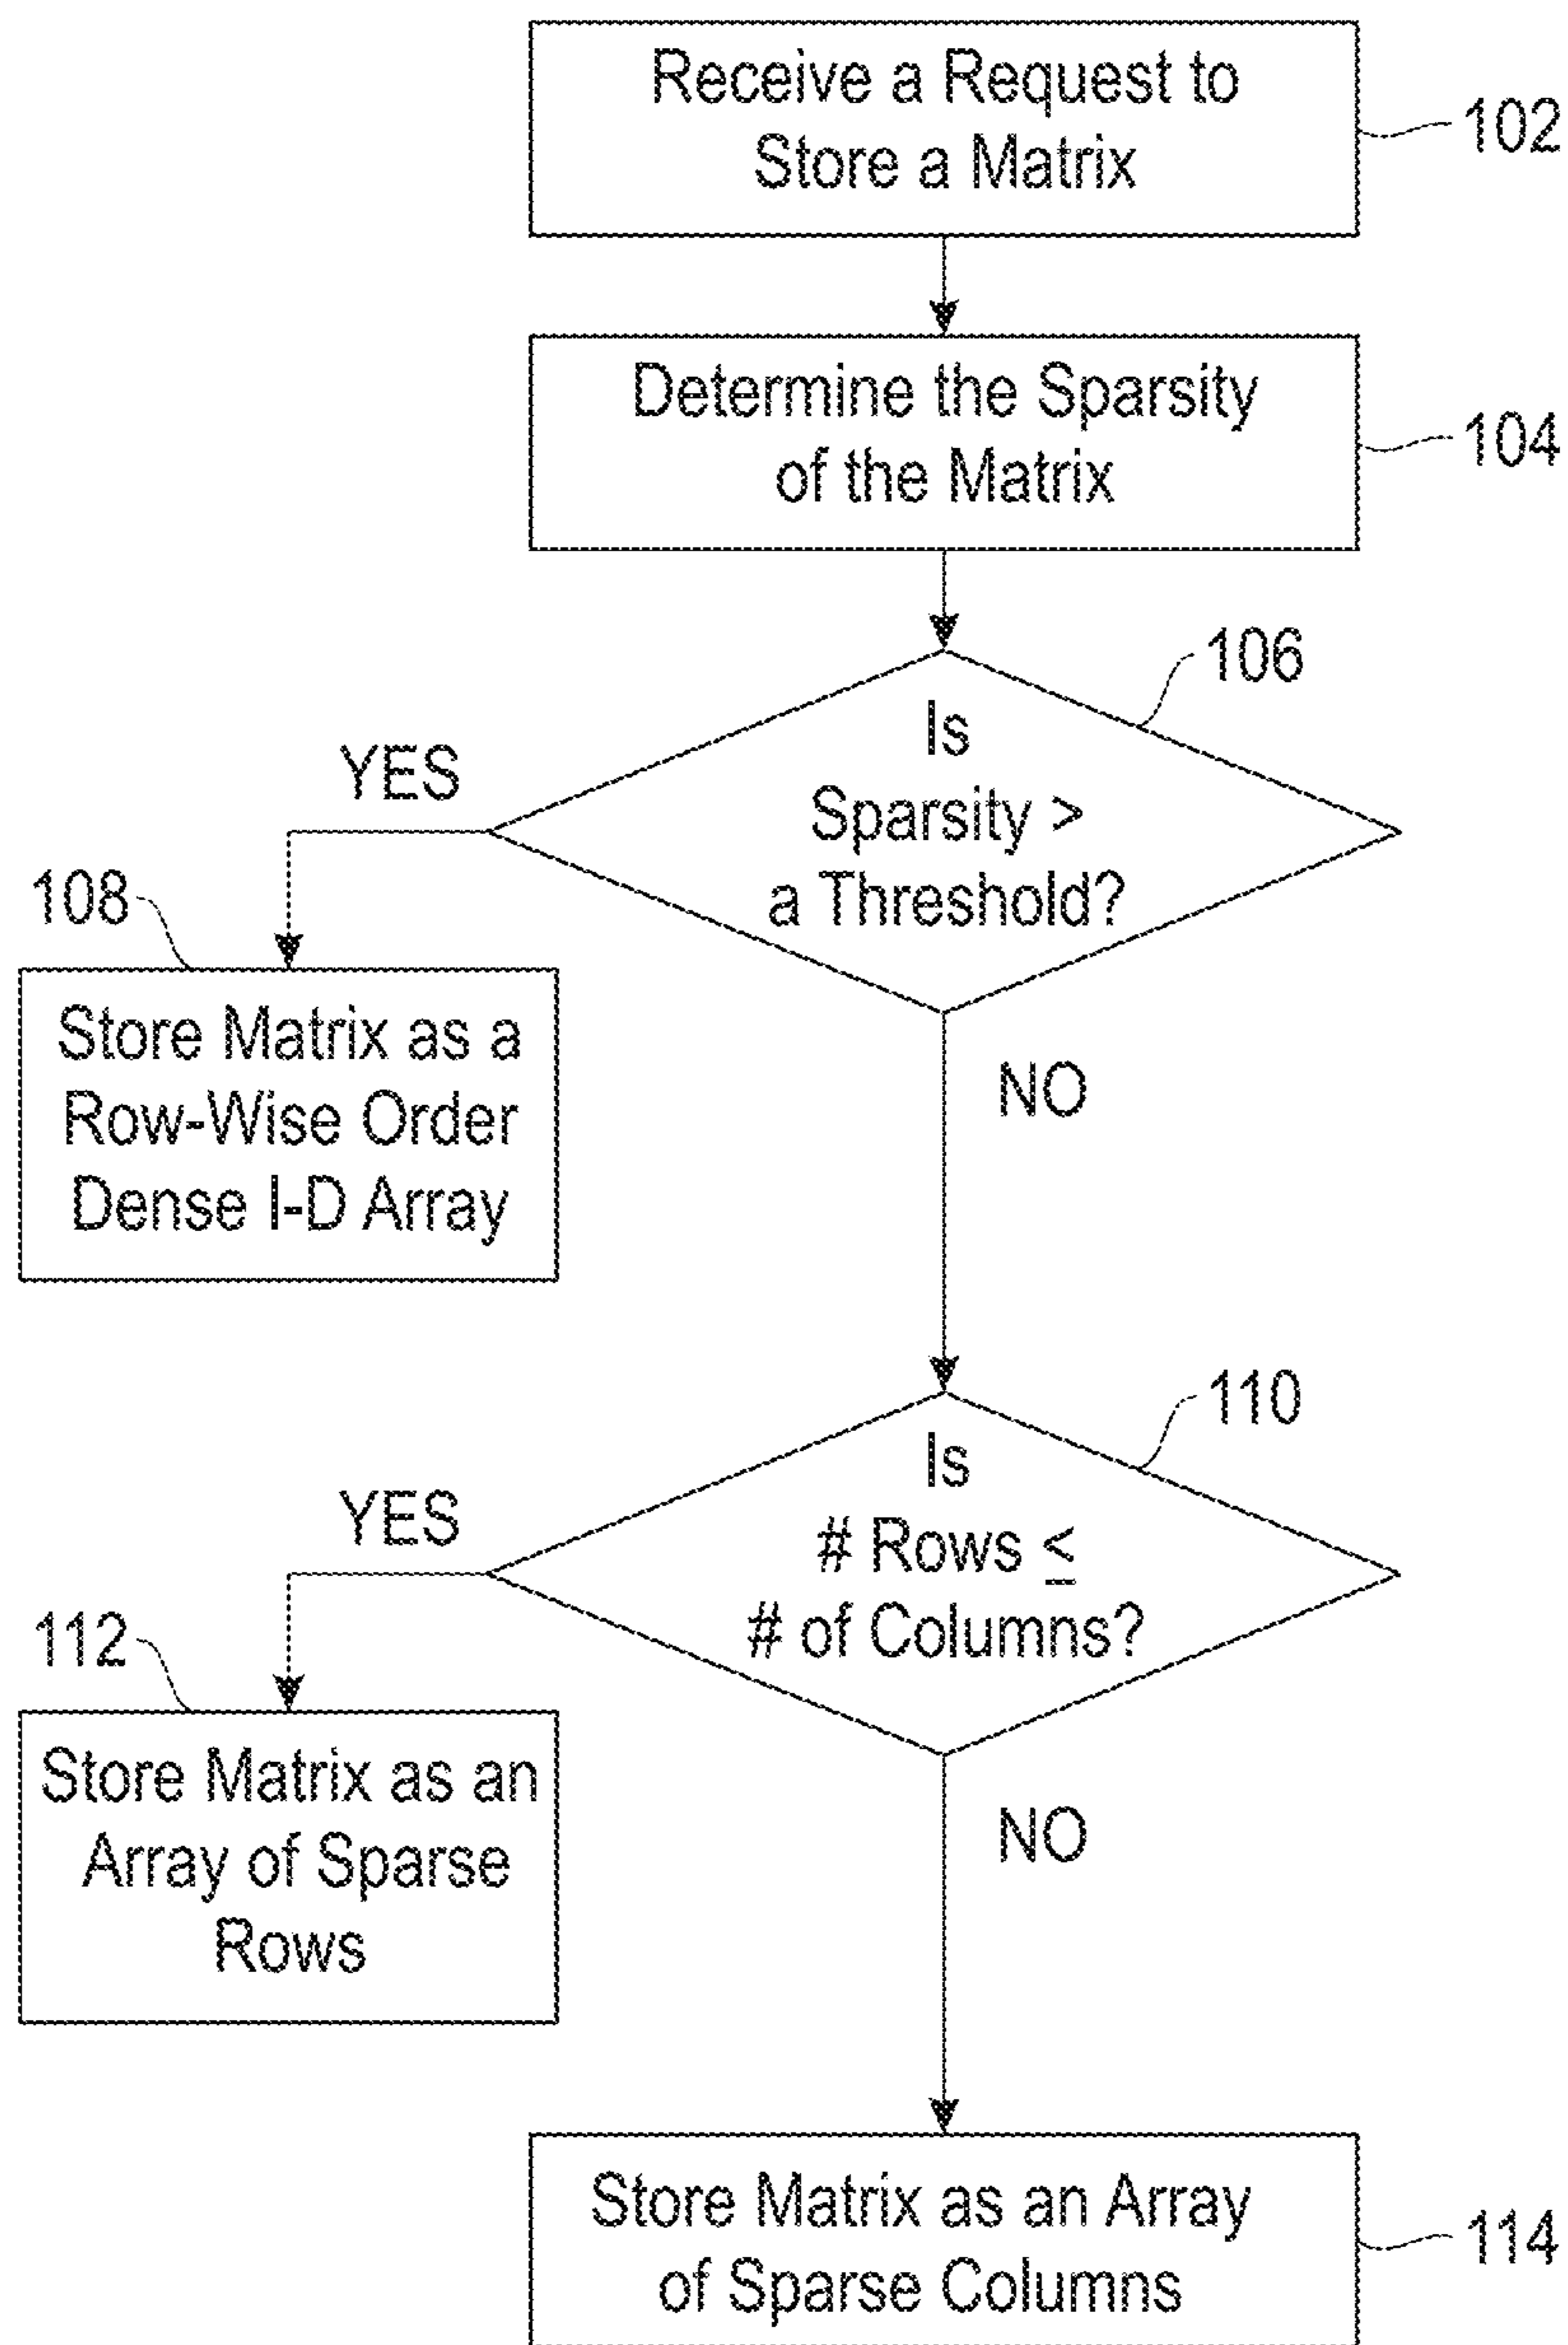 Receive a Request to
Store a Matrix
102
Determine the Sparsity
of the Matrix
104
106
Is
Sparsity >
a Threshold?
YES
108
Store Matrix as a
Row-Wise Order
Dense I-D Array
NO
110
Is
# Rows ≤
# of Columns?
YES
112
Store Matrix as an
Array of Sparse
Rows
NO
Store Matrix as an Array
of Sparse Columns
114